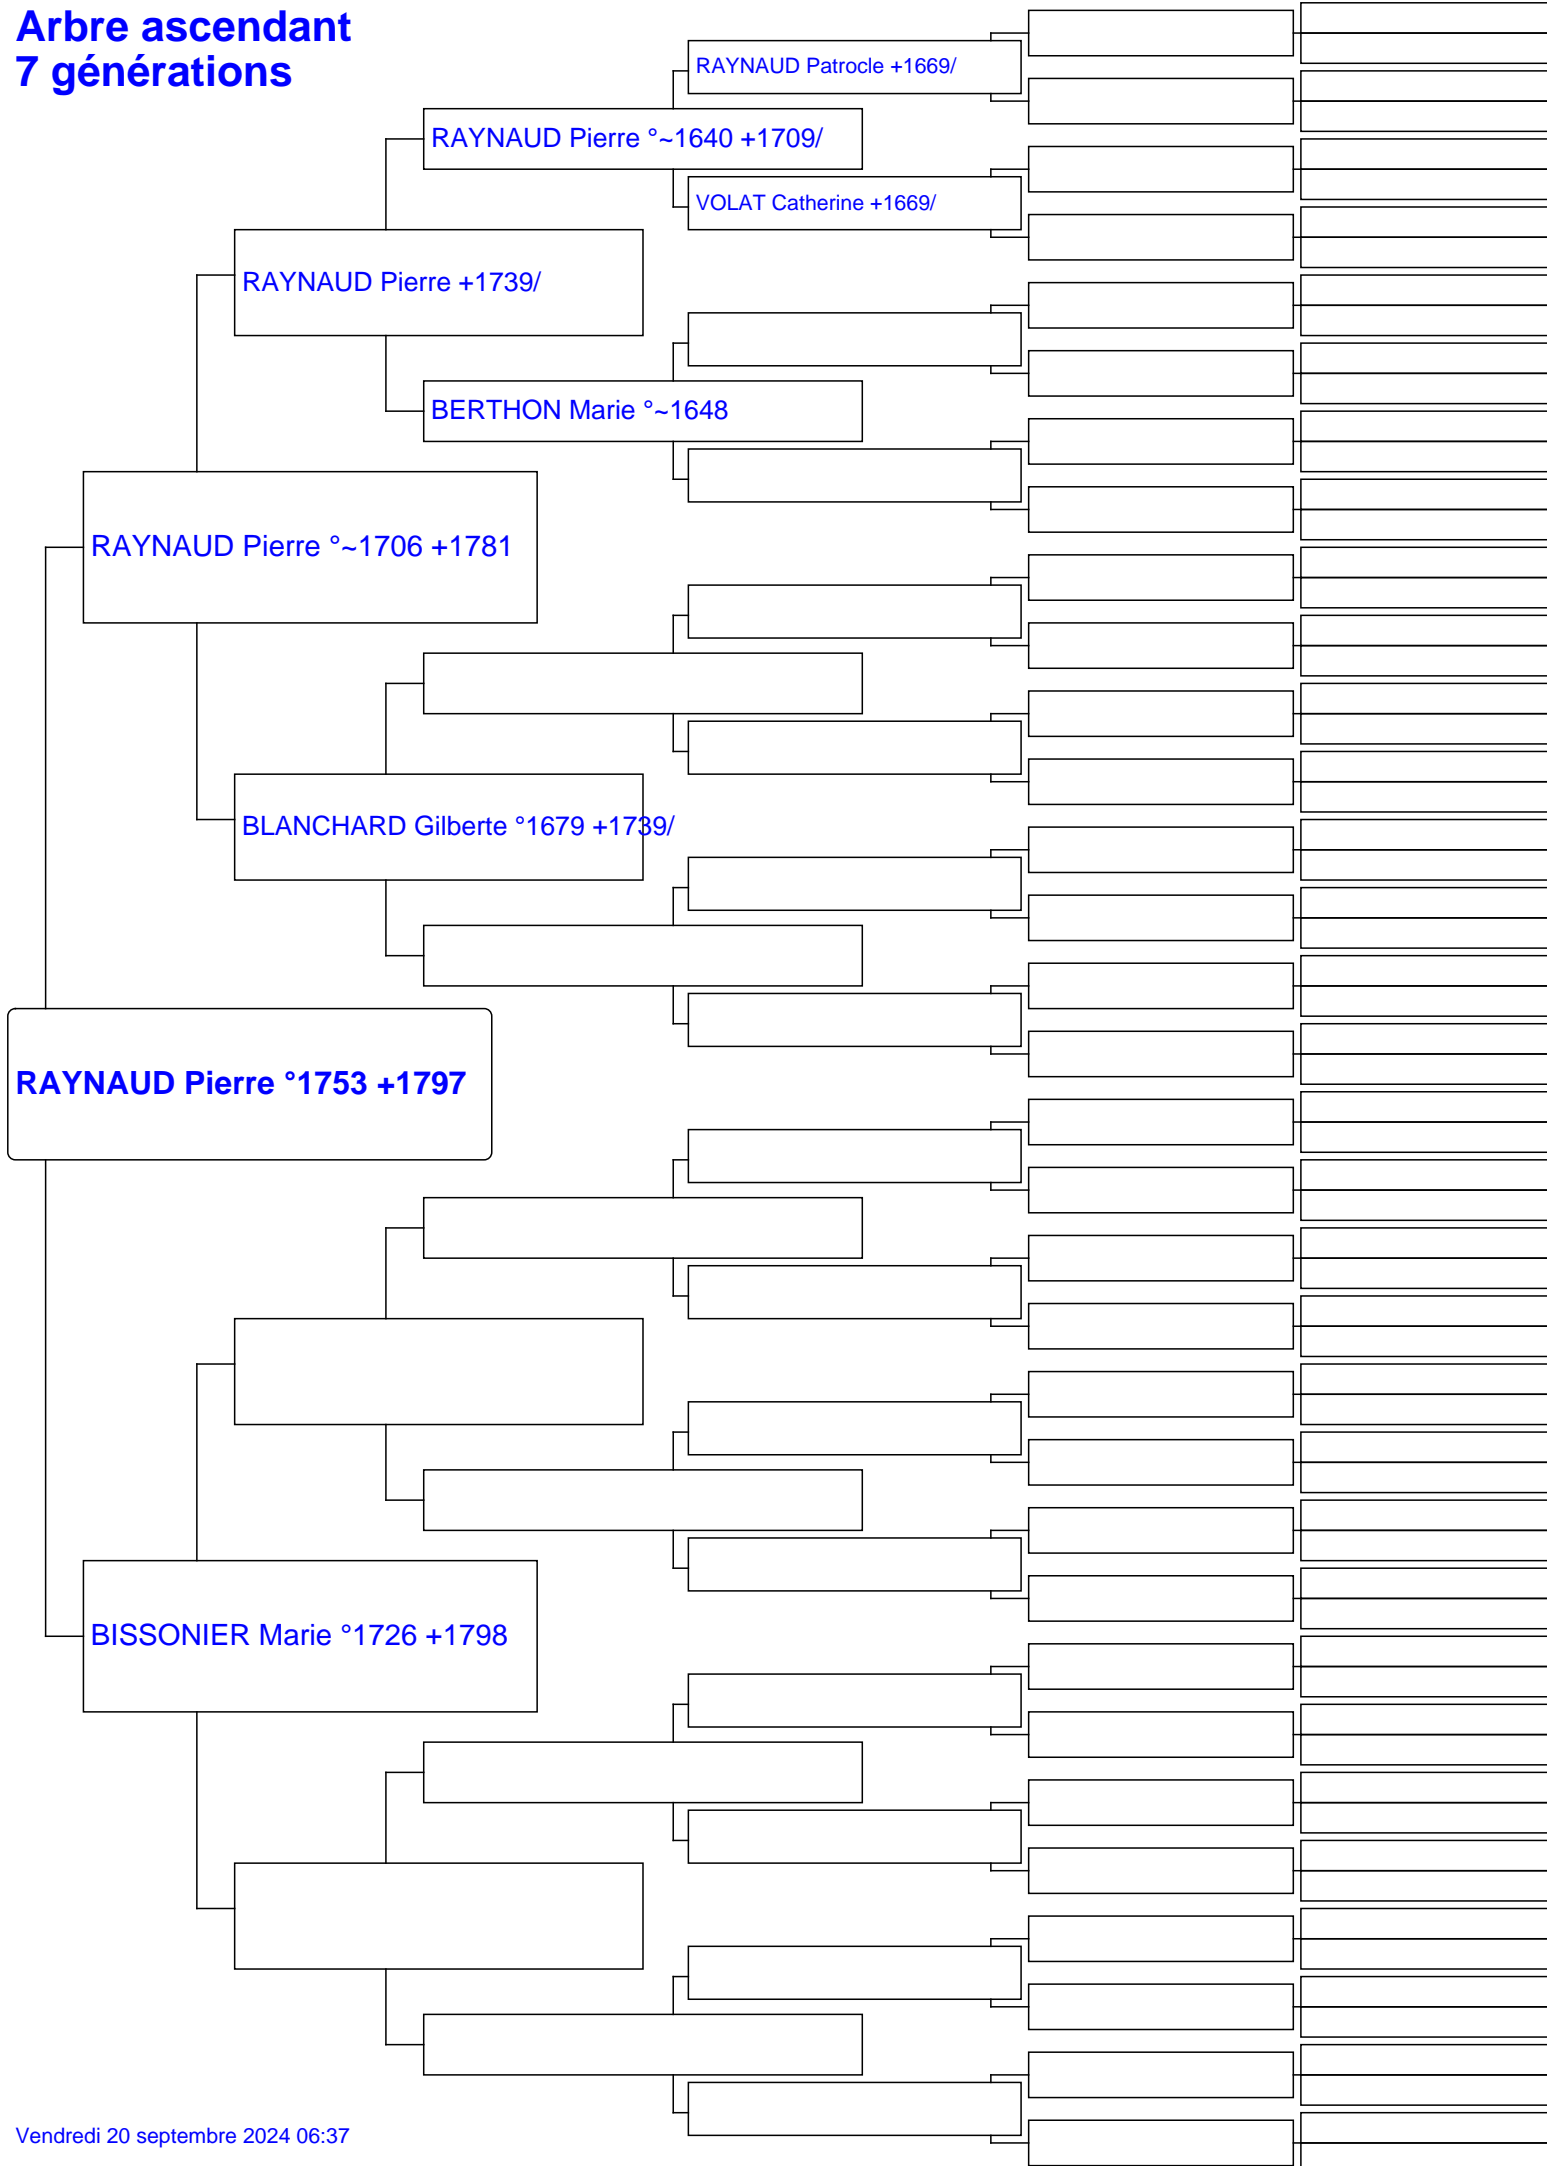 Arbre ascendant
7 générations
RAYNAUD Patrocle +1669/
RAYNAUD Pierre °~1640 +1709/
VOLAT Catherine +1669/
RAYNAUD Pierre +1739/
BERTHON Marie °~1648
RAYNAUD Pierre °~1706 +1781
BLANCHARD Gilberte °1679 +1739/
RAYNAUD Pierre °1753 +1797
BISSONIER Marie °1726 +1798
Vendredi 20 septembre 2024 06:37